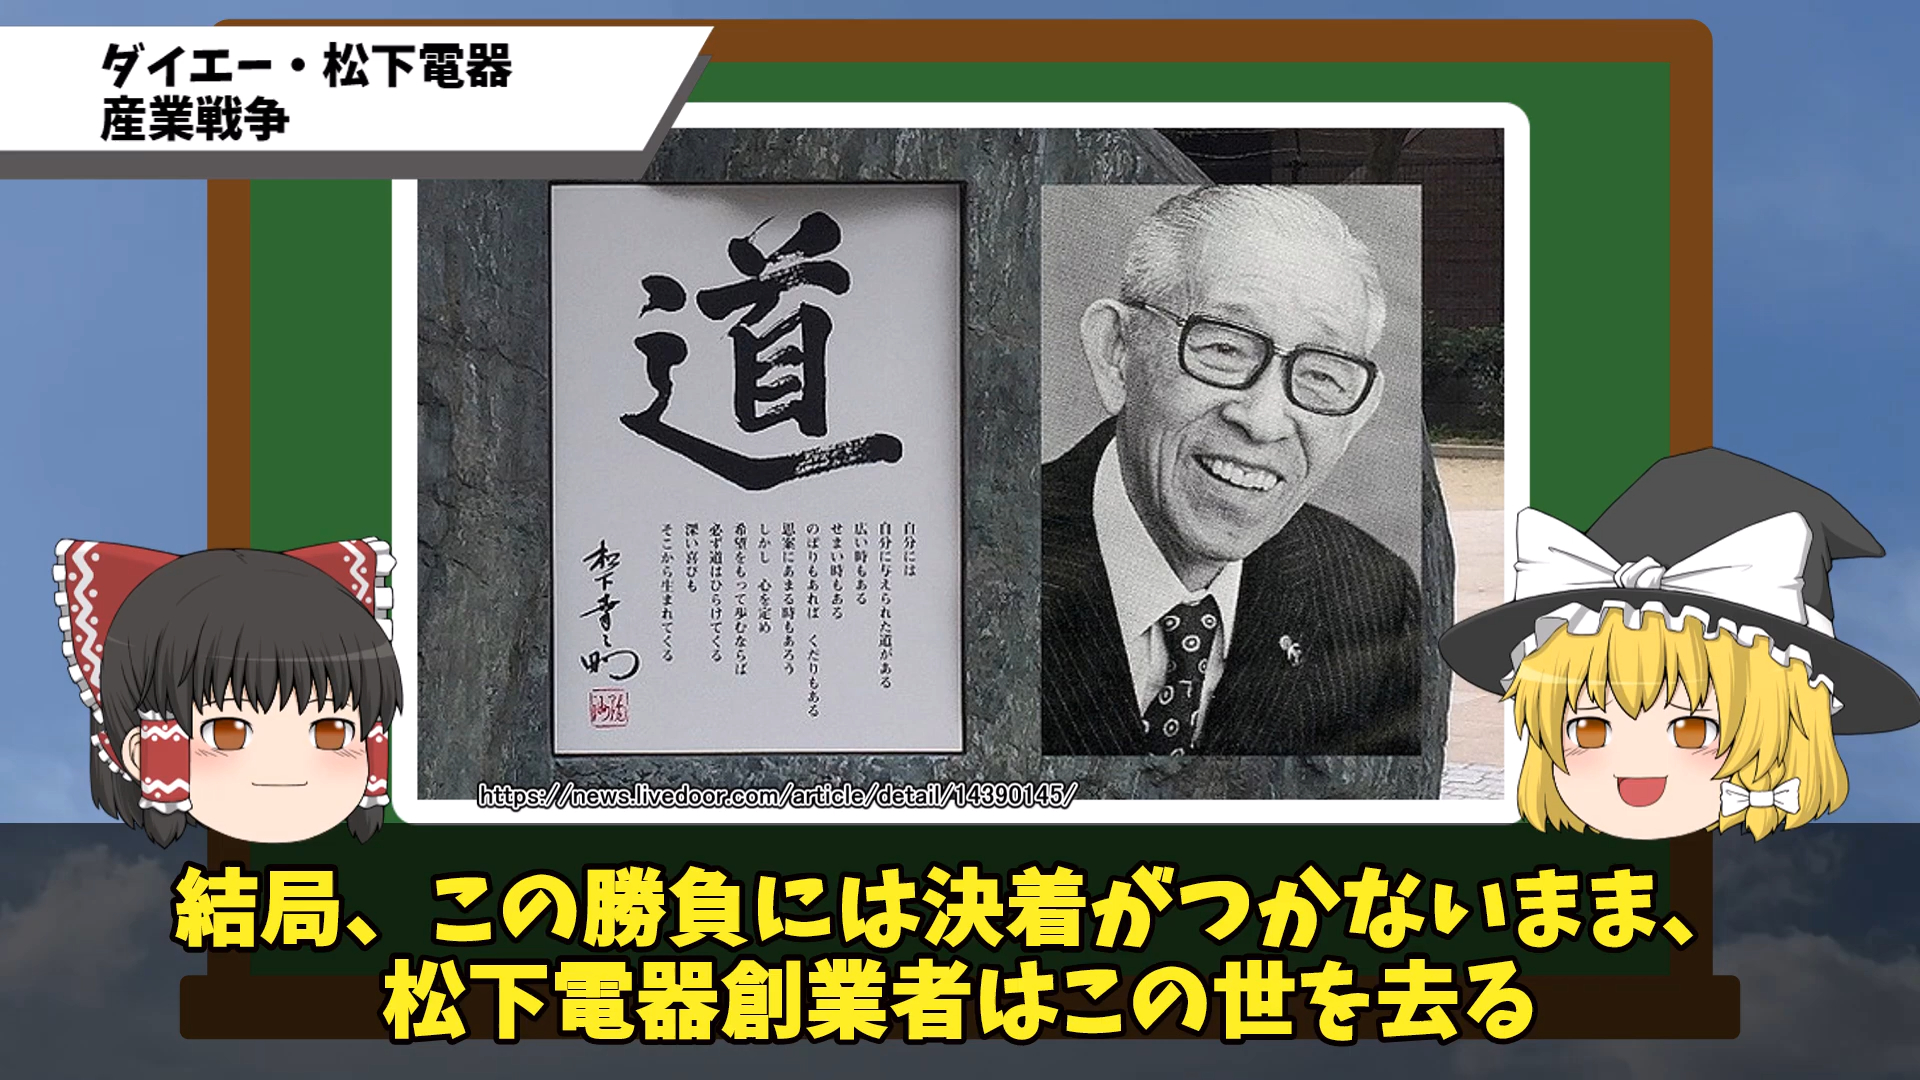 ダイエー・松下電器
産業戦争
道
自分には
自分に与えられた道がある
広い時もある
せまい時もある
のぼりもあれば くだりもある
思案にあまる時もあろう
しかし 心を定め
希望をもって歩むならば
必ず道はひらけてくる
深い喜びも
そこから生まれてくる
松下幸之助
https://news.livedoor.com/article/detail/14390145/
結局、この勝負には決着がつかないまま、
松下電器創業者はこの世を去る